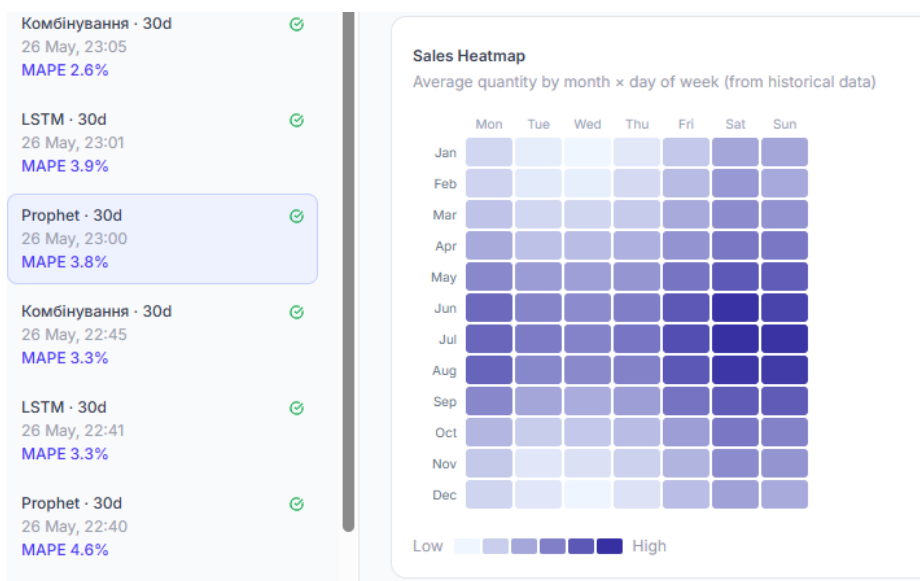 Комбінування · 30d
26 May, 23:05
MAPE 2.6%
LSTM · 30d
26 May, 23:01
MAPE 3.9%
Prophet · 30d
26 May, 23:00
MAPE 3.8%
Комбінування · 30d
26 May, 22:45
MAPE 3.3%
LSTM · 30d
26 May, 22:41
MAPE 3.3%
Prophet · 30d
26 May, 22:40
MAPE 4.6%
Sales Heatmap
Average quantity by month × day of week (from historical data)
Mon Tue Wed Thu Fri Sat Sun
Jan
Feb
Mar
Apr
May
Jun
Jul
Aug
Sep
Oct
Nov
Dec
Low High